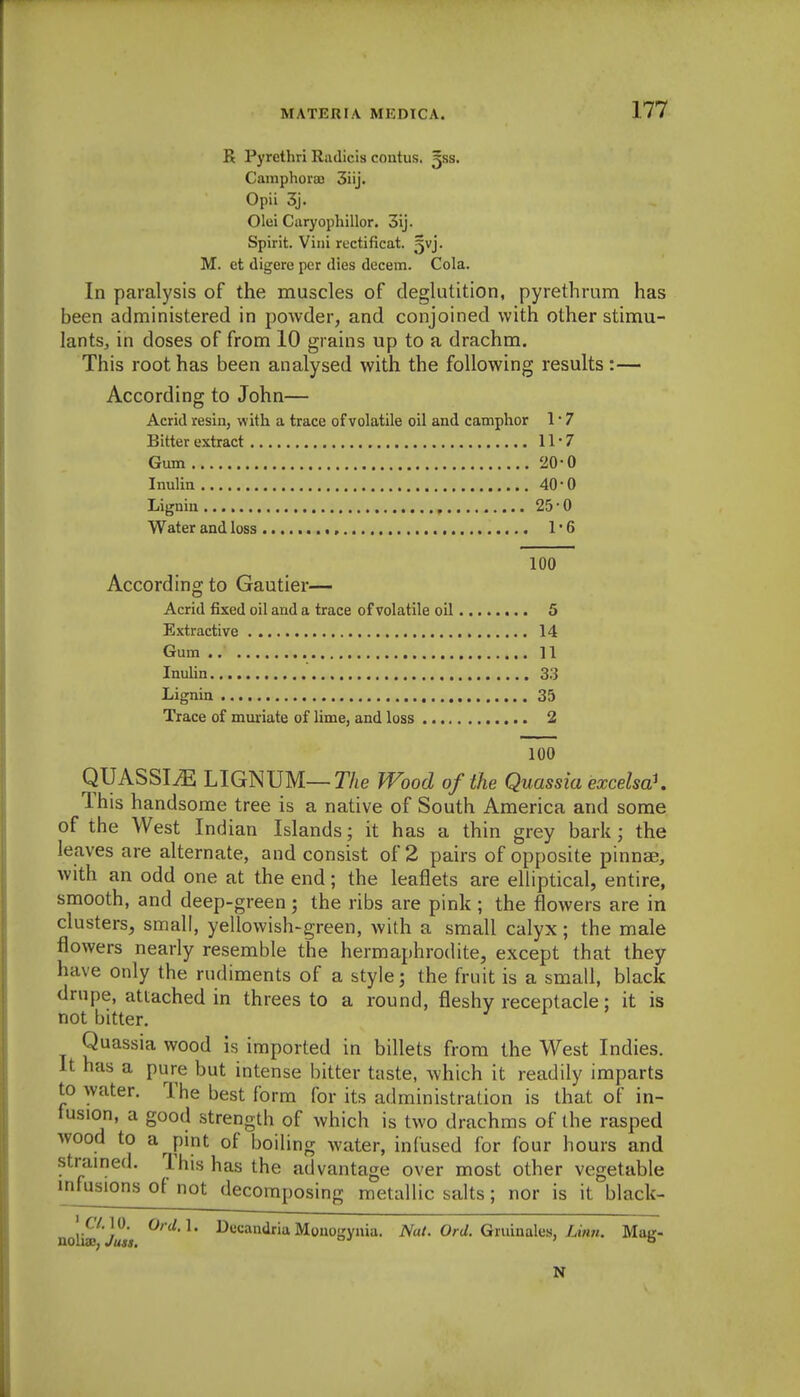 MATERIA MEDICA. 177
R Pyrethri Radicis contus. ℥ss.
Camphoræ ʒiij.
Opii ʒj.
Olei Caryophillor. ʒij.
Spirit. Vini rectificat. ℥vj.
M. et digere per dies decem. Cola.
In paralysis of the muscles of deglutition, pyrethrum has
been administered in powder, and conjoined with other stimu-
lants, in doses of from 10 grains up to a drachm.
This root has been analysed with the following results:—
According to John—
Acrid resin, with a trace of volatile oil and camphor 1·7
Bitter extract .......... 11·7
Gum .......... 20·0
Inulin .......... 40·0
Lignin .......... 25·0
Water and loss .......... 1·6
100
According to Gautier—
Acrid fixed oil and a trace of volatile oil ........ 5
Extractive .......... 14
Gum .......... 11
Inulin .......... 33
Lignin .......... 35
Trace of muriate of lime, and loss .......... 2
100
QUASSIÆ LIGNUM—The Wood of the Quassia excelsa¹.
This handsome tree is a native of South America and some
of the West Indian Islands; it has a thin grey bark; the
leaves are alternate, and consist of 2 pairs of opposite pinnæ,
with an odd one at the end; the leaflets are elliptical, entire,
smooth, and deep-green; the ribs are pink; the flowers are in
clusters, small, yellowish-green, with a small calyx; the male
flowers nearly resemble the hermaphrodite, except that they
have only the rudiments of a style; the fruit is a small, black
drupe, attached in threes to a round, fleshy receptacle; it is
not bitter.
Quassia wood is imported in billets from the West Indies.
It has a pure but intense bitter taste, which it readily imparts
to water. The best form for its administration is that of in-
fusion, a good strength of which is two drachms of the rasped
wood to a pint of boiling water, infused for four hours and
strained. This has the advantage over most other vegetable
infusions of not decomposing metallic salts; nor is it black-
¹ Cl. 10. Ord. 1. Decandria Monogynia. Nat. Ord. Gruinales, Linn. Mag-
noliæ, Juss.
N